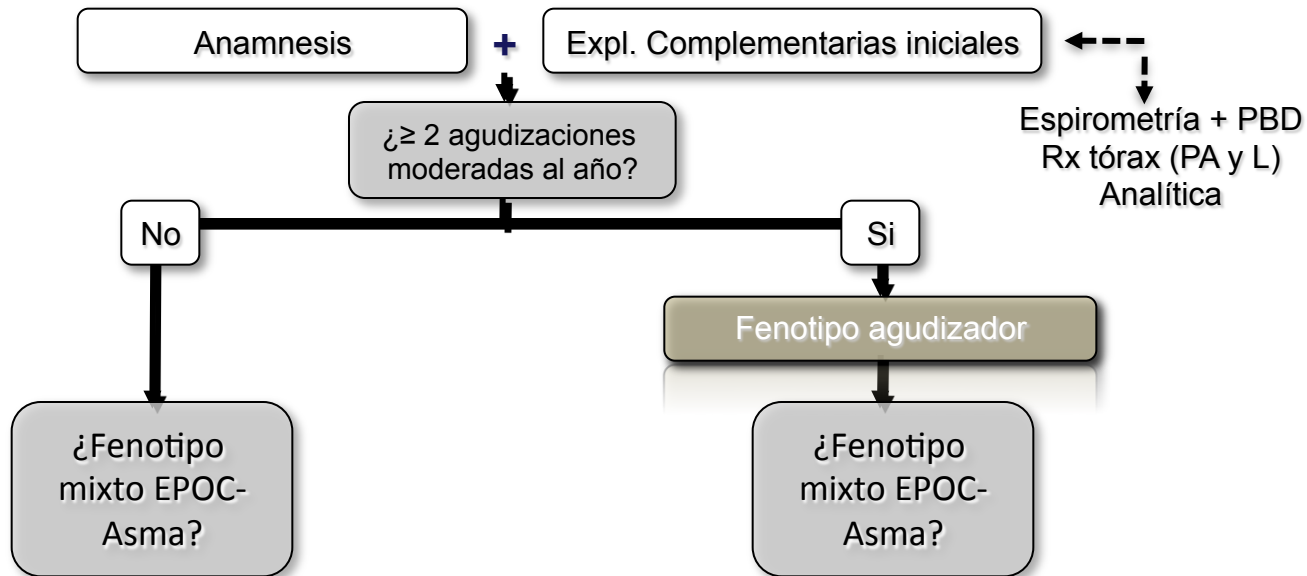 Anamnesis
+
Expl. Complementarias iniciales
Espirometría + PBD
Rx tórax (PA y L)
Analítica
¿≥ 2 agudizaciones
moderadas al año?
No
Si
Fenotipo agudizador
¿Fenotipo
mixto EPOC-
Asma?
¿Fenotipo
mixto EPOC-
Asma?